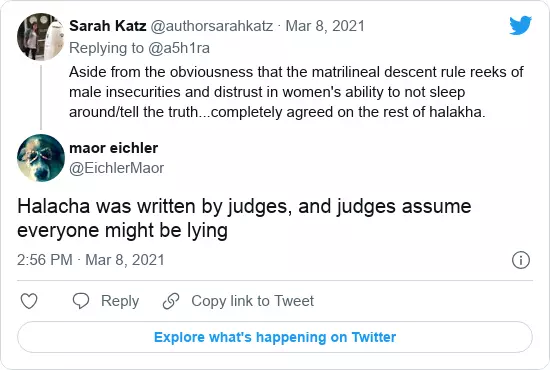 Sarah Katz @authorsarahkatz · Mar 8, 2021
Replying to @a5h1ra
Aside from the obviousness that the matrilineal descent rule reeks of
male insecurities and distrust in women's ability to not sleep
around/tell the truth...completely agreed on the rest of halakha.
maor eichler
@EichlerMaor
Halacha was written by judges, and judges assume
everyone might be lying
2:56 PM · Mar 8, 2021
Reply Copy link to Tweet
Explore what's happening on Twitter